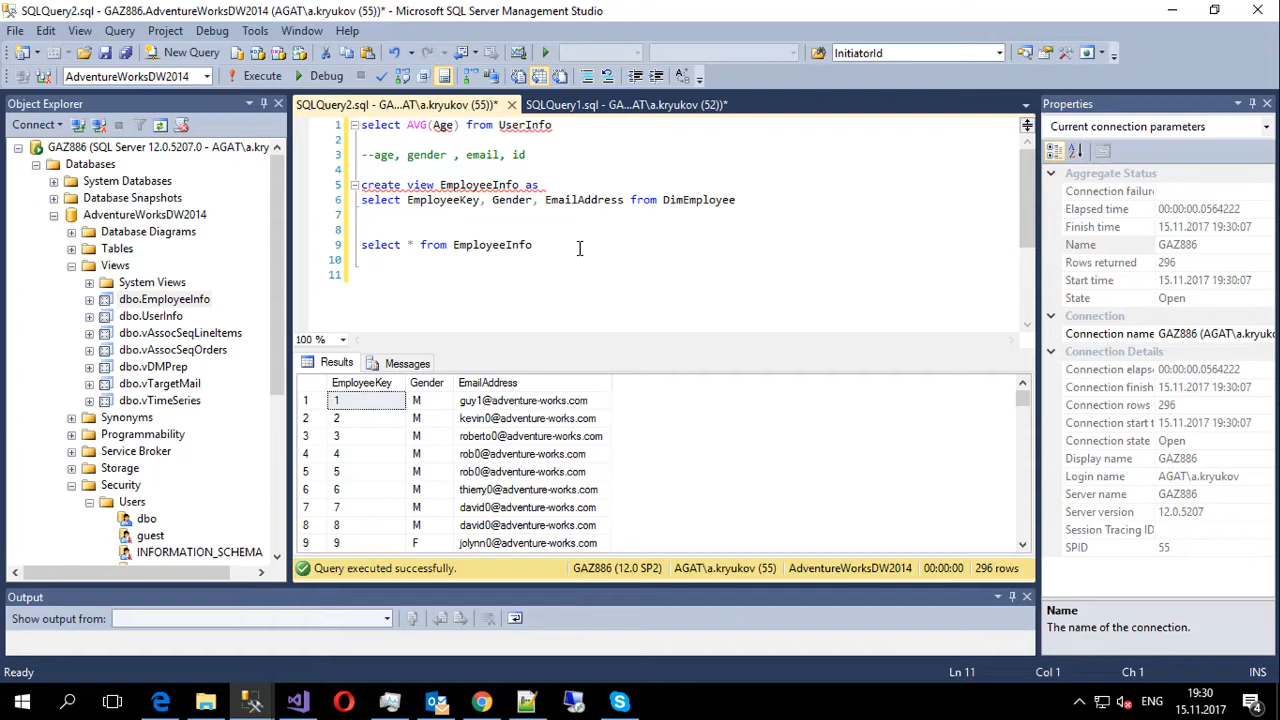 SQLQuery2.sql - GAZ886.AdventureWorksDW2014 (AGAT\a.kryukov (55))* - Microsoft SQL Server Management Studio
File Edit View Query Project Debug Tools Window Help
New Query InitiatorId
AdventureWorksDW2014 Execute Debug
Object Explorer
Connect
GAZ886 (SQL Server 12.0.5207.0 - AGAT\a.kry
Databases
System Databases
Database Snapshots
AdventureWorksDW2014
Database Diagrams
Tables
Views
System Views
dbo.EmployeeInfo
dbo.UserInfo
dbo.vAssocSeqLineItems
dbo.vAssocSeqOrders
dbo.vDMPrep
dbo.vTargetMail
dbo.vTimeSeries
Synonyms
Programmability
Service Broker
Storage
Security
Users
dbo
guest
INFORMATION_SCHEMA
SQLQuery2.sql - GA...AT\a.kryukov (55))* SQLQuery1.sql - GA...AT\a.kryukov (52))*
1 select AVG(Age) from UserInfo
2
3 --age, gender , email, id
4
5 create view EmployeeInfo as
6 select EmployeeKey, Gender, EmailAddress from DimEmployee
7
8
9 select * from EmployeeInfo
10
11
100 %
Results Messages
EmployeeKey Gender EmailAddress
1 1 M guy1@adventure-works.com
2 2 M kevin0@adventure-works.com
3 3 M roberto0@adventure-works.com
4 4 M rob0@adventure-works.com
5 5 M rob0@adventure-works.com
6 6 M thierry0@adventure-works.com
7 7 M david0@adventure-works.com
8 8 M david0@adventure-works.com
9 9 F jolynn0@adventure-works.com
Query executed successfully. GAZ886 (12.0 SP2) AGAT\a.kryukov (55) AdventureWorksDW2014 00:00:00 296 rows
Properties
Current connection parameters
Aggregate Status
Connection failure
Elapsed time 00:00:00.0564222
Finish time 15.11.2017 19:30:07
Name GAZ886
Rows returned 296
Start time 15.11.2017 19:30:07
State Open
Connection
Connection name GAZ886 (AGAT\a.kryuko
Connection Details
Connection elaps 00:00:00.0564222
Connection finish 15.11.2017 19:30:07
Connection rows 296
Connection start t 15.11.2017 19:30:07
Connection state Open
Display name GAZ886
Login name AGAT\a.kryukov
Server name GAZ886
Server version 12.0.5207
Session Tracing ID
SPID 55
Name
The name of the connection.
Output
Show output from:
Ready Ln 11 Col 1 Ch 1 INS
ENG 19:30
15.11.2017
4